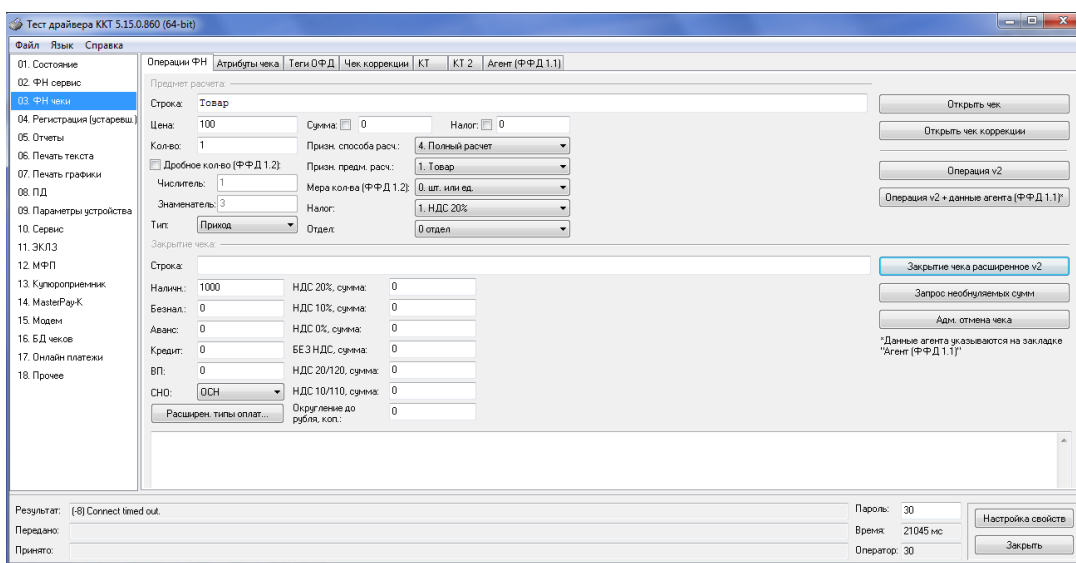 Тест драйвера ККТ 5.15.0.860 (64-bit)
Файл Язык Справка
01. Состояние
02. ФН сервис
03. ФН чеки
04. Регистрация (устаревш.)
05. Отчеты
06. Печать текста
07. Печать графики
08. ПД
09. Параметры устройства
10. Сервис
11. ЭКЛЗ
12. МФП
13. Купюроприемник
14. MasterPay-K
15. Модем
16. БД чеков
17. Онлайн платежи
18. Прочее
Операции ФН Атрибуты чека Теги ОФД Чек коррекции КТ КТ 2 Агент (ФФД 1.1)
Предмет расчета:
Строка: Товар
Цена: 100 Сумма: 0 Налог: 0
Кол-во: 1 Призн. способа расч.: 4. Полный расчет
Дробное кол-во (ФФД 1.2): Призн. предм. расч.: 1. Товар
Числитель: 1 Мера кол-ва (ФФД 1.2): 0. шт. или ед.
Знаменатель: 3 Налог: 1. НДС 20%
Тип: Приход Отдел: 0 отдел
Закрытие чека:
Строка:
Наличн.: 1000 НДС 20%, сумма: 0
Безнал.: 0 НДС 10%, сумма: 0
Аванс: 0 НДС 0%, сумма: 0
Кредит: 0 БЕЗ НДС, сумма: 0
ВП: 0 НДС 20/120, сумма: 0
СНО: ОСН НДС 10/110, сумма: 0
Расширен. типы оплат... Округление до рубля, коп.: 0
Открыть чек
Открыть чек коррекции
Операция v2
Операция v2 + данные агента (ФФД 1.1)*
Закрытие чека расширенное v2
Запрос необнуляемых сумм
Адм. отмена чека
*Данные агента указываются на закладке
"Агент (ФФД 1.1)"
Результат: (-8) Connect timed out. Пароль: 30
Передано: Время: 21045 мс
Принято: Оператор: 30
Настройка свойств
Закрыть